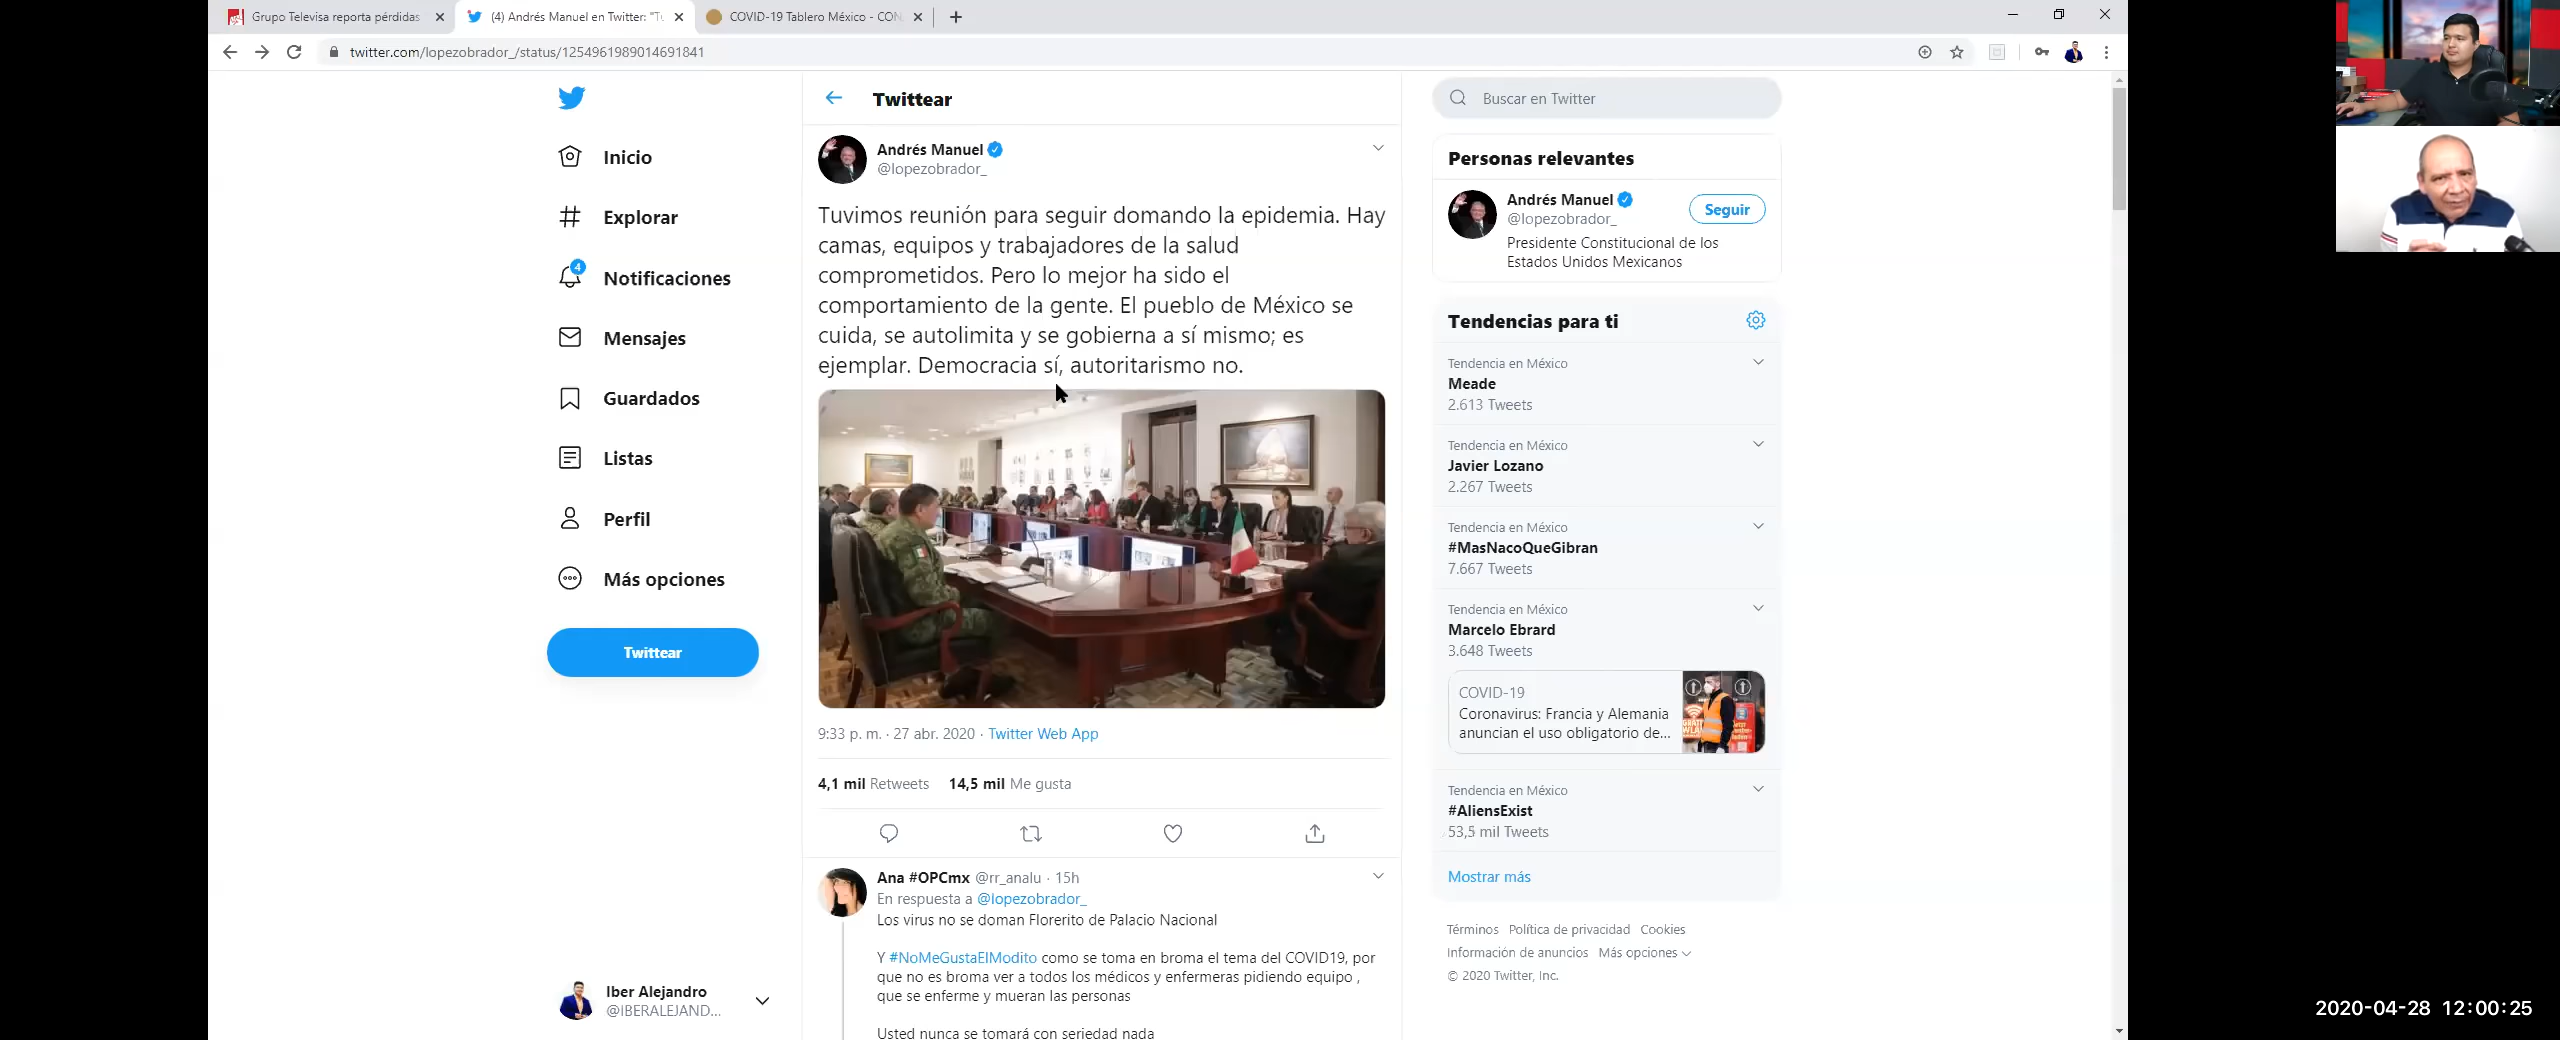 Grupo Televisa reporta pérdidas
(4) Andrés Manuel en Twitter: "Tu
COVID-19 Tablero México - CON
twitter.com/lopezobrador_/status/1254961989014691841
Inicio
Explorar
4
Notificaciones
Mensajes
Guardados
Listas
Perfil
Más opciones
Twittear
Iber Alejandro
@IBERALEJAND...
Twittear
Andrés Manuel
@lopezobrador_
Tuvimos reunión para seguir domando la epidemia. Hay
camas, equipos y trabajadores de la salud
comprometidos. Pero lo mejor ha sido el
comportamiento de la gente. El pueblo de México se
cuida, se autolimita y se gobierna a sí mismo; es
ejemplar. Democracia sí, autoritarismo no.
9:33 p. m. · 27 abr. 2020 · Twitter Web App
4,1 mil Retweets 14,5 mil Me gusta
Ana #OPCmx @rr_analu · 15h
En respuesta a @lopezobrador_
Los virus no se doman Florerito de Palacio Nacional
Y #NoMeGustaElModito como se toma en broma el tema del COVID19, por
que no es broma ver a todos los médicos y enfermeras pidiendo equipo ,
que se enferme y mueran las personas
Usted nunca se tomará con seriedad nada
Buscar en Twitter
Personas relevantes
Andrés Manuel
@lopezobrador_
Seguir
Presidente Constitucional de los
Estados Unidos Mexicanos
Tendencias para ti
Tendencia en México
Meade
2.613 Tweets
Tendencia en México
Javier Lozano
2.267 Tweets
Tendencia en México
#MasNacoQueGibran
7.667 Tweets
Tendencia en México
Marcelo Ebrard
3.648 Tweets
COVID-19
Coronavirus: Francia y Alemania
anuncian el uso obligatorio de...
Tendencia en México
#AliensExist
53,5 mil Tweets
Mostrar más
Términos Política de privacidad Cookies
Información de anuncios Más opciones
© 2020 Twitter, Inc.
2020-04-28 12:00:25